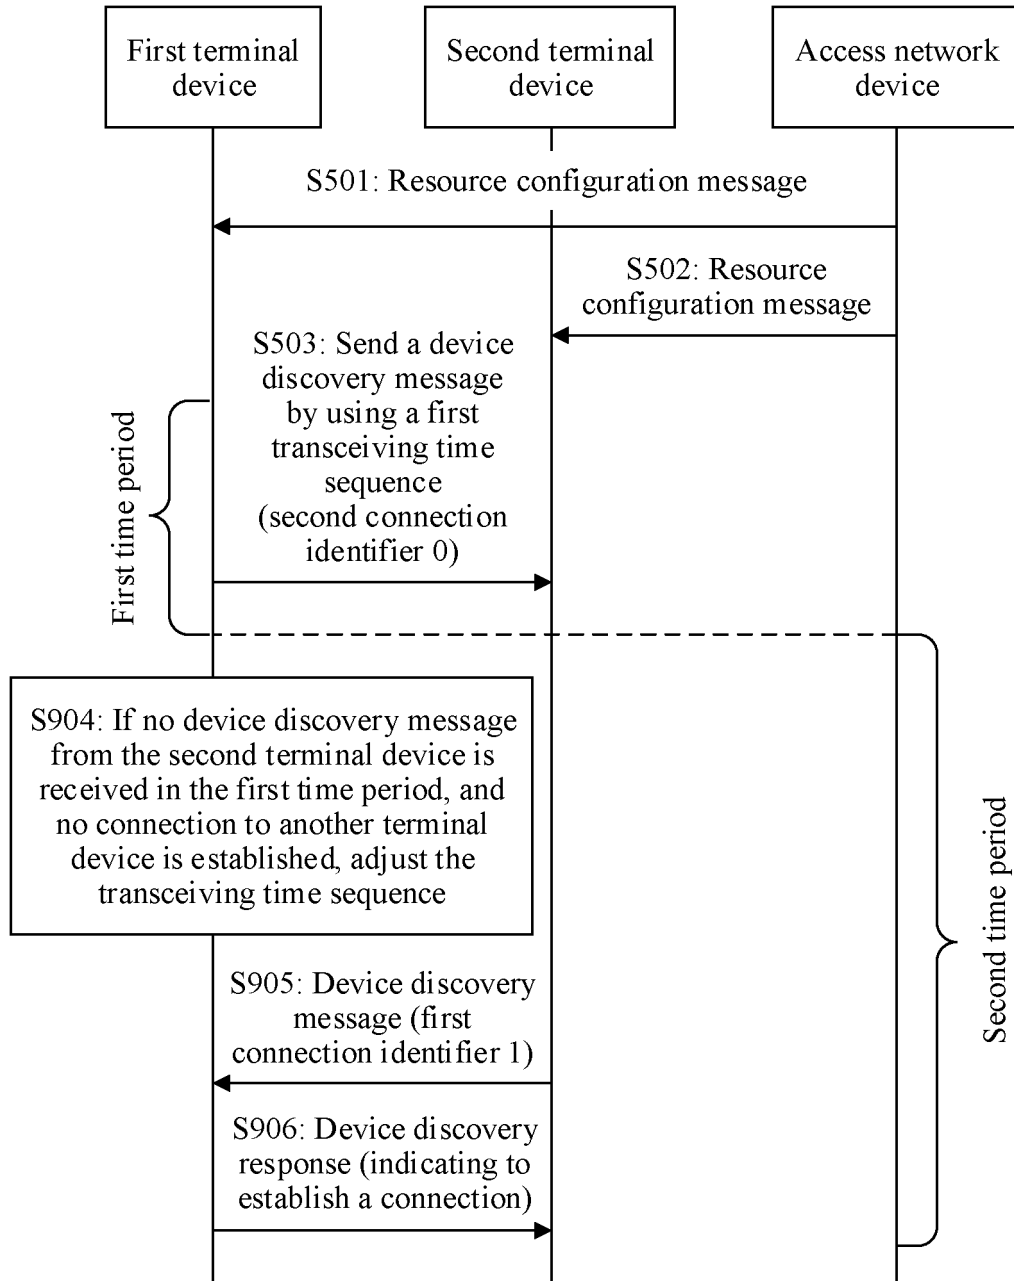 First terminal
device
Second terminal
device
Access network
device
S501: Resource configuration message
S502: Resource
configuration message
S503: Send a device
discovery message
by using a first
transceiving time
sequence
(second connection
identifier 0)
First time period
S904: If no device discovery message
from the second terminal device is
received in the first time period, and
no connection to another terminal
device is established, adjust the
transceiving time sequence
Second time period
S905: Device discovery
message (first
connection identifier 1)
S906: Device discovery
response (indicating to
establish a connection)